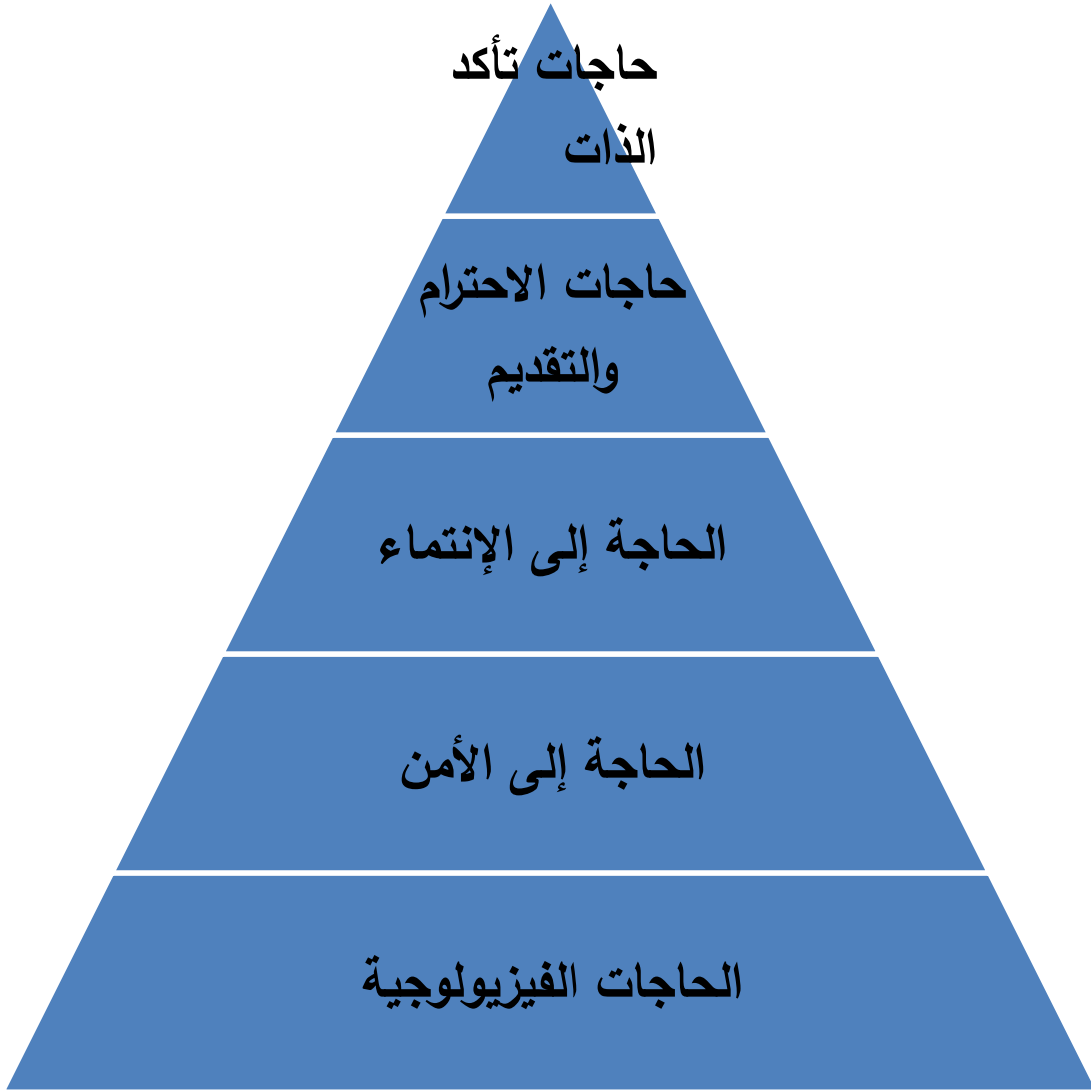 حاجات تأكد
الذات
حاجات الاحترام
والتقديم
الحاجة إلى الإنتماء
الحاجة إلى الأمن
الحاجات الفيزيولوجية